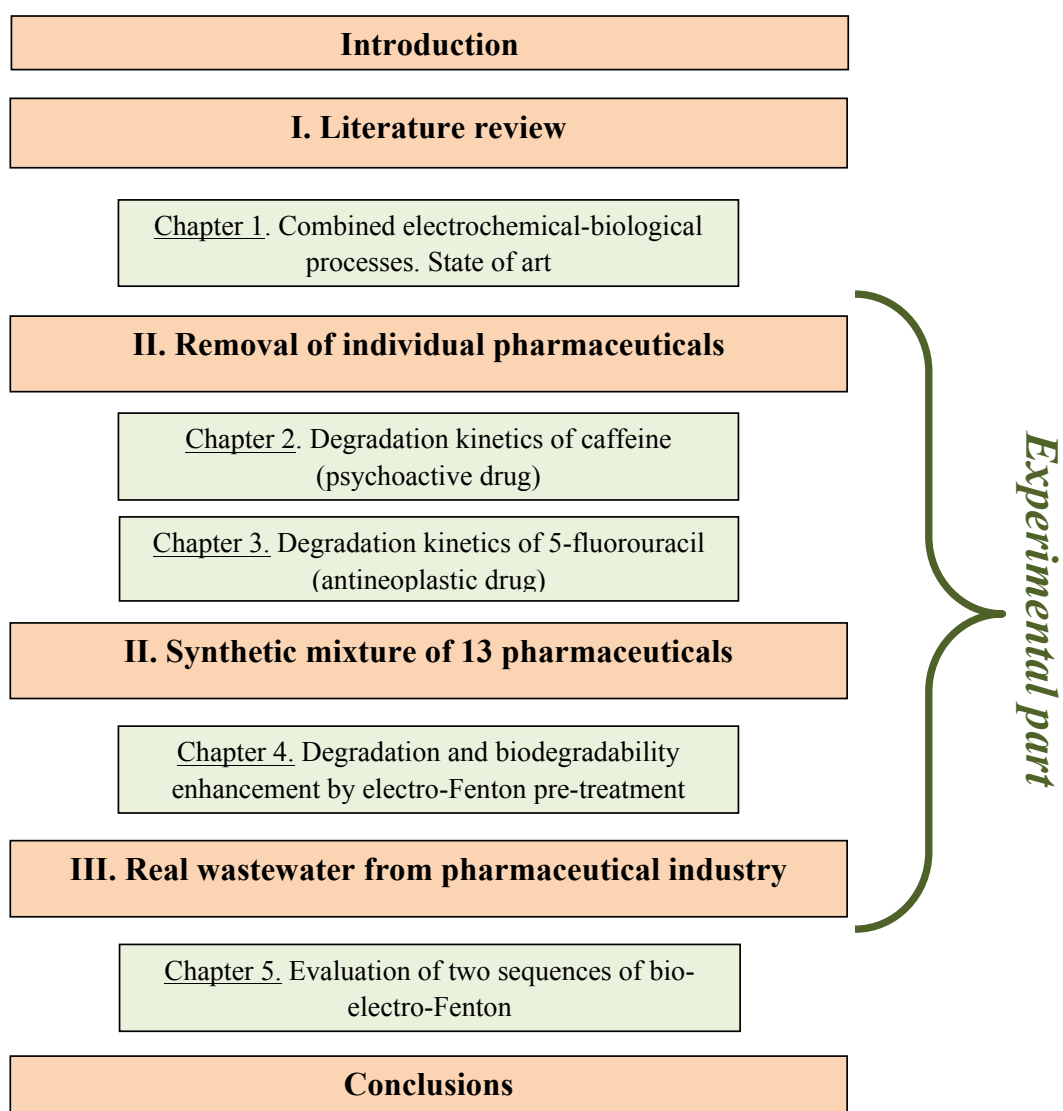 Introduction
I. Literature review
Chapter 1. Combined electrochemical-biological
processes. State of art
II. Removal of individual pharmaceuticals
Chapter 2. Degradation kinetics of caffeine
(psychoactive drug)
Chapter 3. Degradation kinetics of 5-fluorouracil
(antineoplastic drug)
II. Synthetic mixture of 13 pharmaceuticals
Chapter 4. Degradation and biodegradability
enhancement by electro-Fenton pre-treatment
III. Real wastewater from pharmaceutical industry
Chapter 5. Evaluation of two sequences of bio-
electro-Fenton
Conclusions
Experimental part